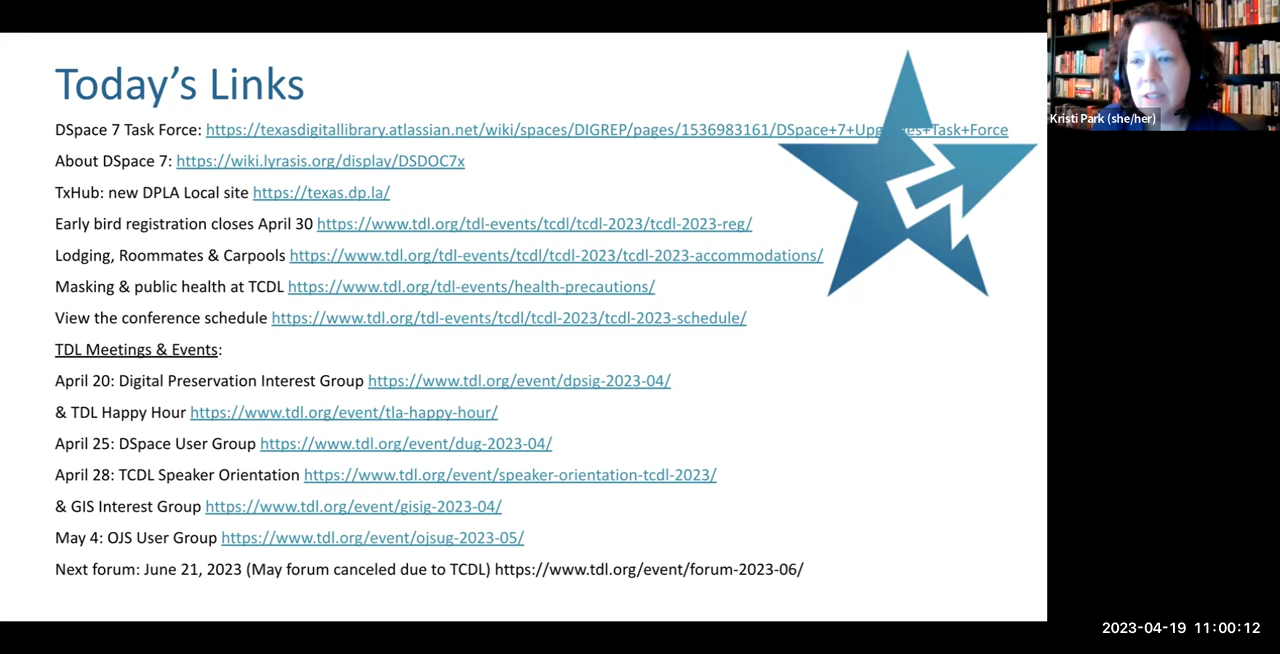 Today's Links
DSpace 7 Task Force: https://texasdigitallibrary.atlassian.net/wiki/spaces/DIGREP/pages/1536983161/DSpace+7+Upgrades+Task+Force
About DSpace 7: https://wiki.lyrasis.org/display/DSDOC7x
TxHub: new DPLA Local site https://texas.dp.la/
Early bird registration closes April 30 https://www.tdl.org/tdl-events/tcdl/tcdl-2023/tcdl-2023-reg/
Lodging, Roommates & Carpools https://www.tdl.org/tdl-events/tcdl/tcdl-2023/tcdl-2023-accommodations/
Masking & public health at TCDL https://www.tdl.org/tdl-events/health-precautions/
View the conference schedule https://www.tdl.org/tdl-events/tcdl/tcdl-2023/tcdl-2023-schedule/
TDL Meetings & Events:
April 20: Digital Preservation Interest Group https://www.tdl.org/event/dpsig-2023-04/
& TDL Happy Hour https://www.tdl.org/event/tla-happy-hour/
April 25: DSpace User Group https://www.tdl.org/event/dug-2023-04/
April 28: TCDL Speaker Orientation https://www.tdl.org/event/speaker-orientation-tcdl-2023/
& GIS Interest Group https://www.tdl.org/event/gisig-2023-04/
May 4: OJS User Group https://www.tdl.org/event/ojsug-2023-05/
Next forum: June 21, 2023 (May forum canceled due to TCDL) https://www.tdl.org/event/forum-2023-06/
Kristi Park (she/her)
2023-04-19 11:00:12